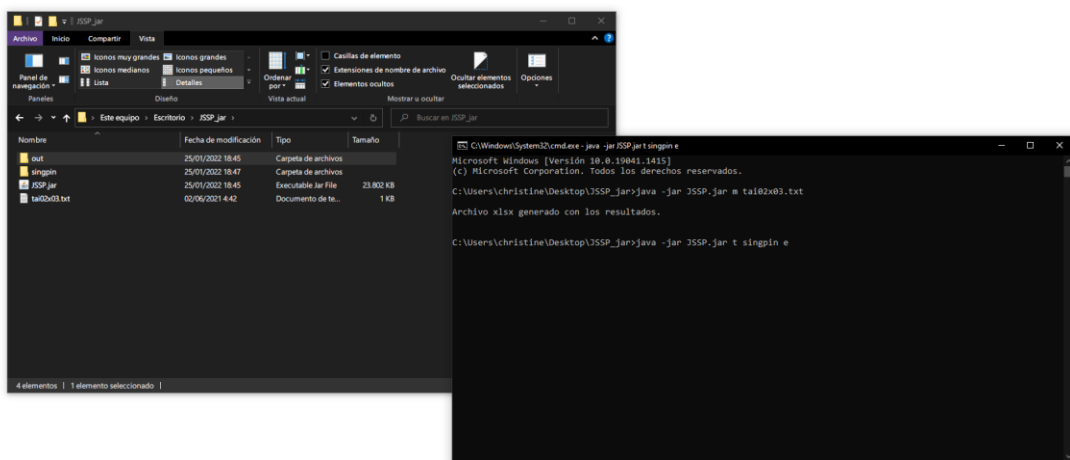 JSSP_jar
Archivo Inicio Compartir Vista
Panel de navegación
Iconos muy grandes Iconos grandes
Iconos medianos Iconos pequeños
Lista Detalles
Ordenar por
Casillas de elemento
Extensiones de nombre de archivo
Elementos ocultos
Ocultar elementos seleccionados
Opciones
Paneles Diseño Vista actual Mostrar u ocultar
Este equipo > Escritorio > JSSP_jar >
Buscar en JSSP_jar
Nombre Fecha de modificación Tipo Tamaño
out 25/01/2022 18:45 Carpeta de archivos
singpin 25/01/2022 18:47 Carpeta de archivos
JSSP.jar 25/01/2022 18:45 Executable Jar File 23.802 KB
tai02x03.txt 02/06/2021 4:42 Documento de te... 1 KB
4 elementos 1 elemento seleccionado
C:\Windows\System32\cmd.exe - java -jar JSSP.jar t singpin e
Microsoft Windows [Versión 10.0.19041.1415]
(c) Microsoft Corporation. Todos los derechos reservados.
C:\Users\christine\Desktop\JSSP_jar>java -jar JSSP.jar m tai02x03.txt
Archivo xlsx generado con los resultados.
C:\Users\christine\Desktop\JSSP_jar>java -jar JSSP.jar t singpin e